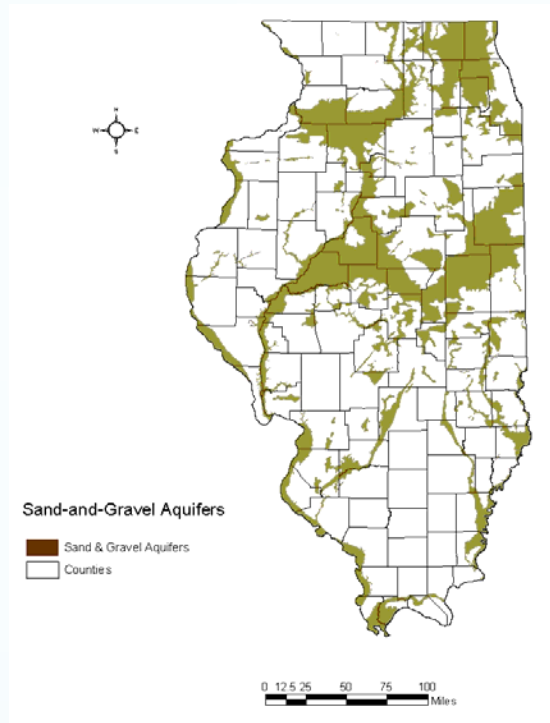 N
W E
S
Sand-and-Gravel Aquifers
Sand & Gravel Aquifers
Counties
0 12.5 25 50 75 100
Miles